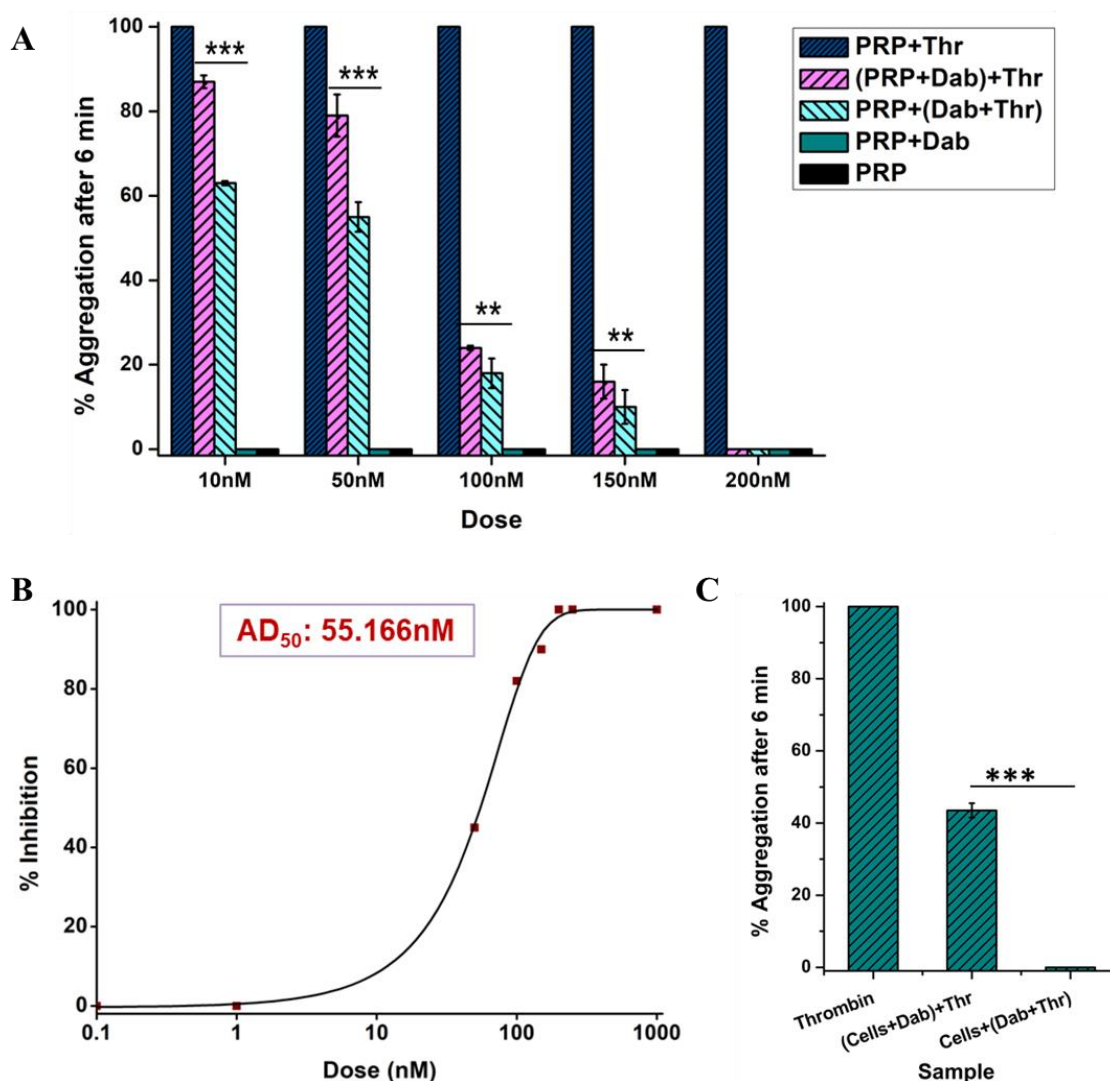 A
100
80
60
40
20
0
% Aggregation after 6 min
***
***
**
**
10nM 50nM 100nM 150nM 200nM
Dose
PRP+Thr
(PRP+Dab)+Thr
PRP+(Dab+Thr)
PRP+Dab
PRP
B
100
80
60
40
20
0
% Inhibition
AD50: 55.166nM
0.1 1 10 100 1000
Dose (nM)
C
100
80
60
40
20
0
% Aggregation after 6 min
***
Thrombin (Cells+Dab)+Thr Cells+(Dab+Thr)
Sample